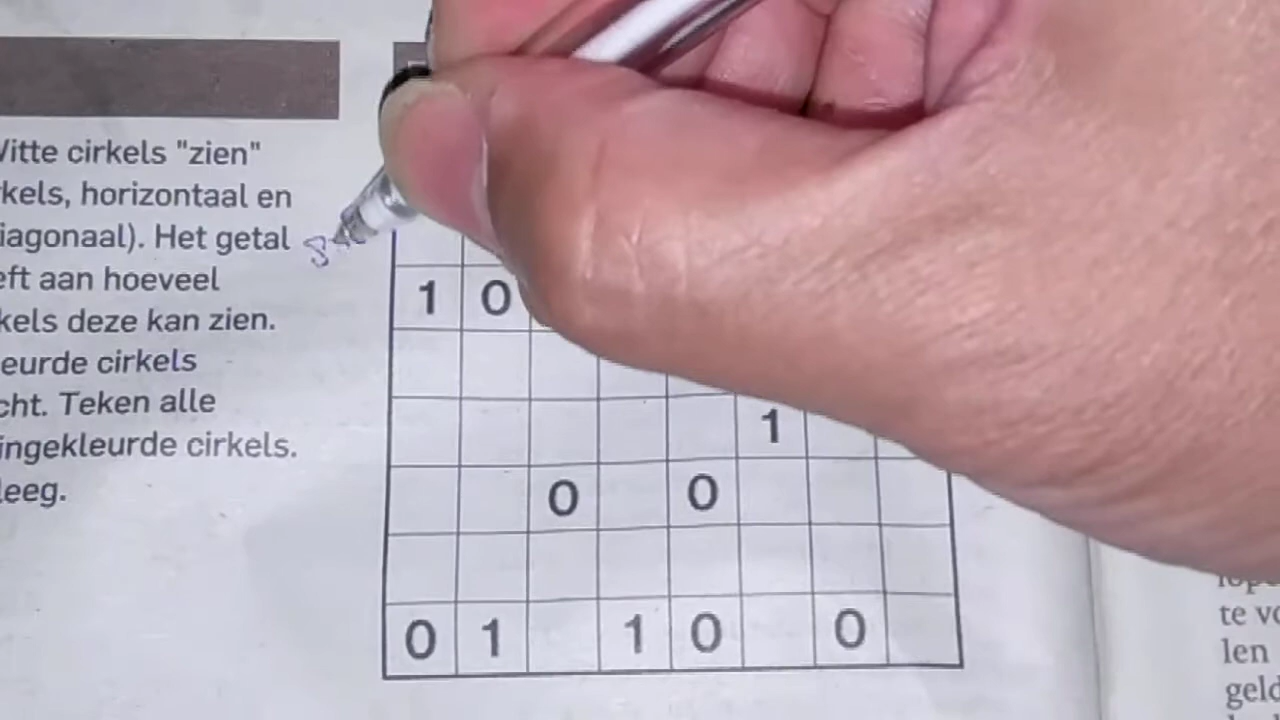 Witte cirkels "zien"
kels, horizontaal en
iagonaal). Het getal
eft aan hoeveel
kels deze kan zien.
eurde cirkels
cht. Teken alle
ingekleurde cirkels.
leeg.
1 0
1
0 0
0 1 1 0 0
te vo
len
geld